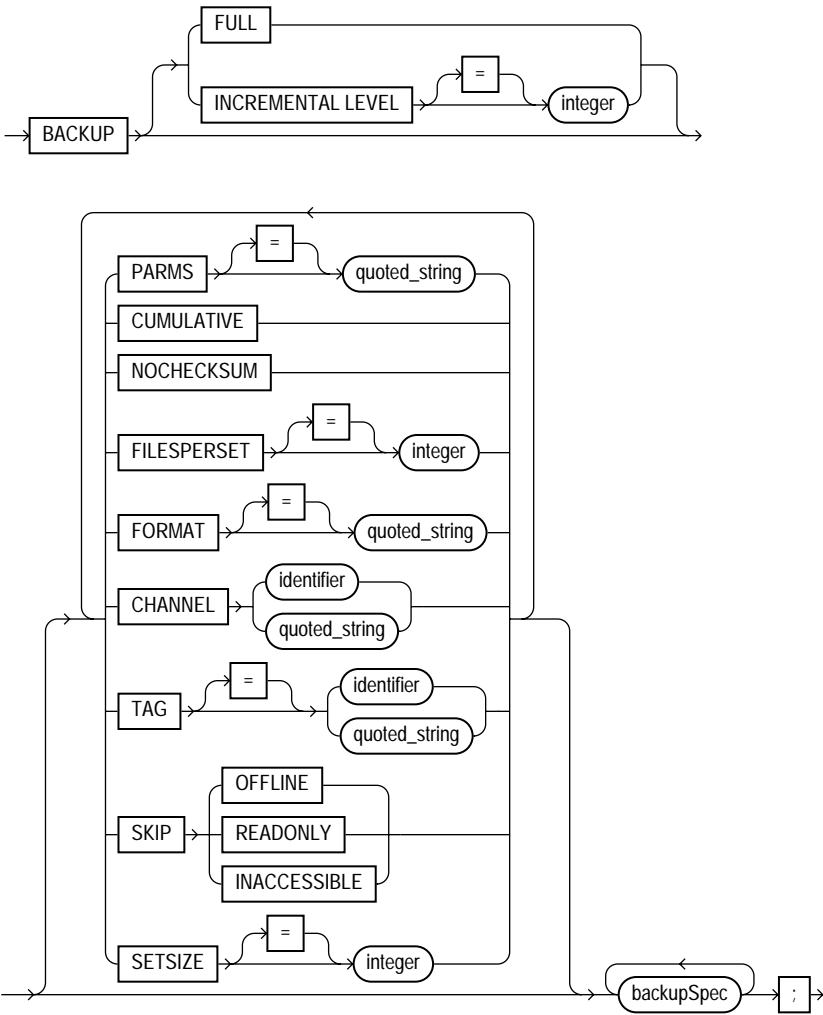 FULL
INCREMENTAL LEVEL = integer
BACKUP
PARMS = quoted_string
CUMULATIVE
NOCHECKSUM
FILESPERSET = integer
FORMAT = quoted_string
CHANNEL identifier
quoted_string
TAG = identifier
quoted_string
OFFLINE
SKIP READONLY
INACCESSIBLE
SETSIZE = integer
backupSpec ;